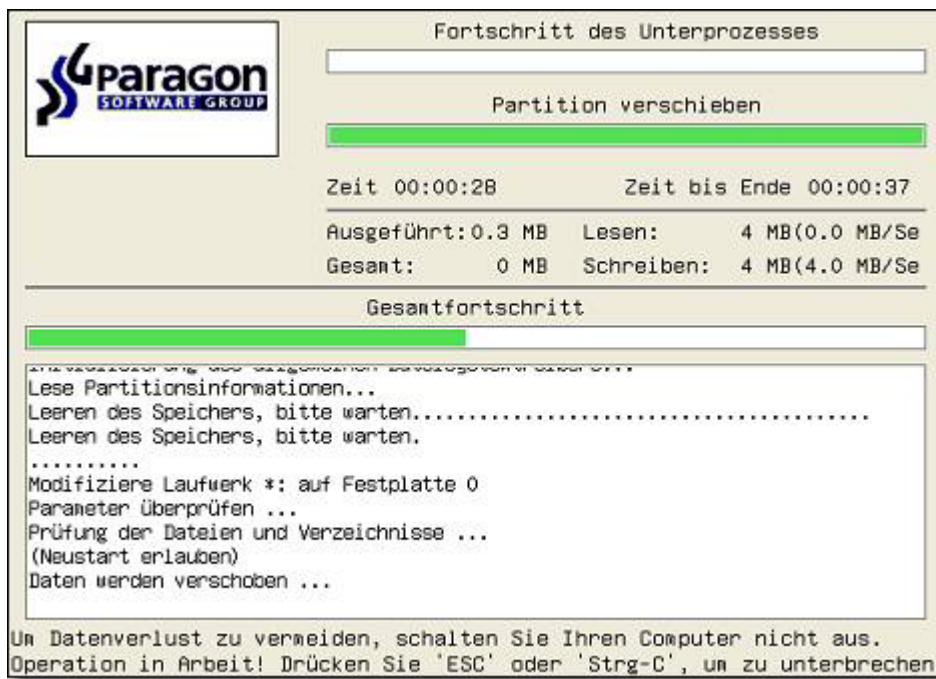 Paragon
SOFTWARE GROUP
Fortschritt des Unterprozesses
Partition verschieben
Zeit 00:00:28 Zeit bis Ende 00:00:37
Ausgeführt:0.3 MB Lesen: 4 MB(0.0 MB/Se
Gesamt: 0 MB Schreiben: 4 MB(4.0 MB/Se
Gesamtfortschritt
Initialisierung des allgemeinen Dateisystemtreibers...
Lese Partitionsinformationen...
Leeren des Speichers, bitte warten.......................................
Leeren des Speichers, bitte warten.
..........
Modifiziere Laufwerk *: auf Festplatte 0
Parameter überprüfen ...
Prüfung der Dateien und Verzeichnisse ...
(Neustart erlauben)
Daten werden verschoben ...
Um Datenverlust zu vermeiden, schalten Sie Ihren Computer nicht aus.
Operation in Arbeit! Drücken Sie 'ESC' oder 'Strg-C', um zu unterbrechen